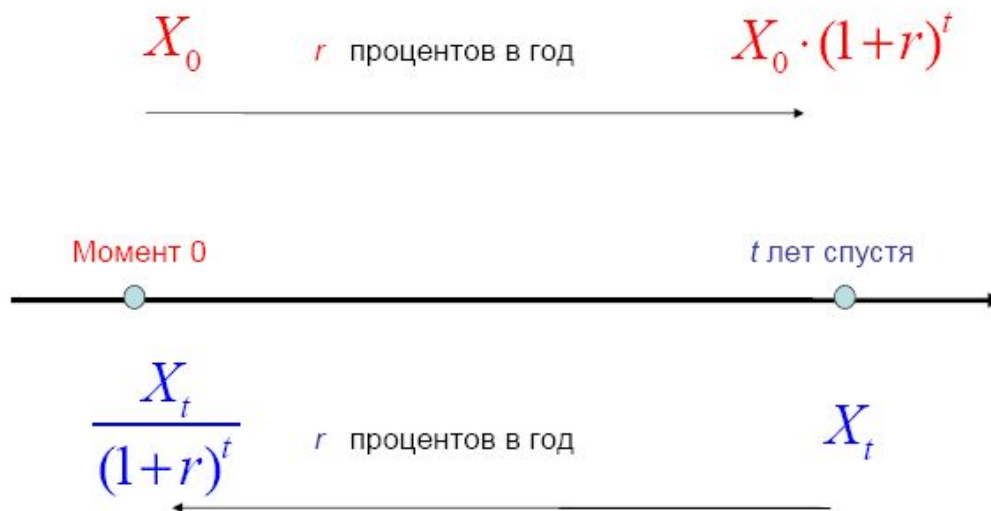 X₀ r процентов в год X₀ · (1+r)ᵗ
Момент 0 t лет спустя
Xₜ / (1+r)ᵗ r процентов в год Xₜ